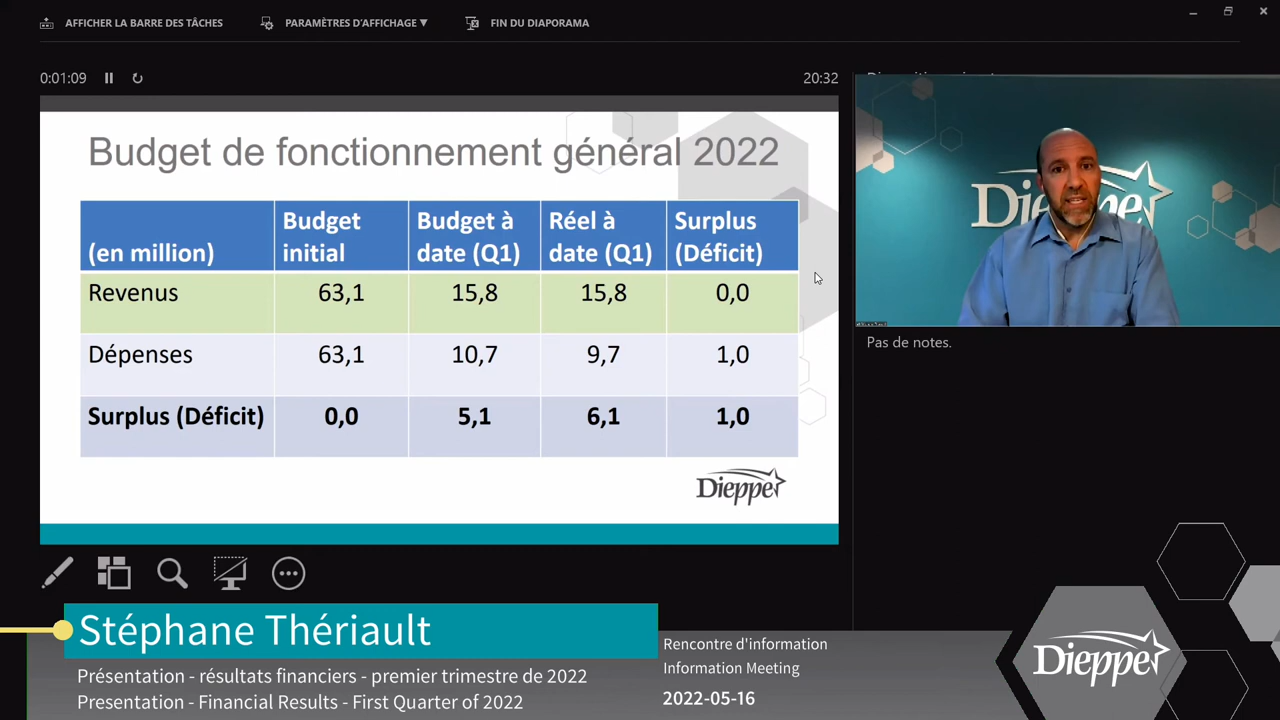 AFFICHER LA BARRE DES TÂCHES
PARAMÈTRES D'AFFICHAGE ▼
FIN DU DIAPORAMA
0:01:09
20:32
Budget de fonctionnement général 2022
(en million) Budget initial Budget à date (Q1) Réel à date (Q1) Surplus (Déficit)
Revenus 63,1 15,8 15,8 0,0
Dépenses 63,1 10,7 9,7 1,0
Surplus (Déficit) 0,0 5,1 6,1 1,0
Dieppe
Dieppe
Pas de notes.
Stéphane Thériault
Présentation - résultats financiers - premier trimestre de 2022
Presentation - Financial Results - First Quarter of 2022
Rencontre d'information
Information Meeting
2022-05-16
Dieppe